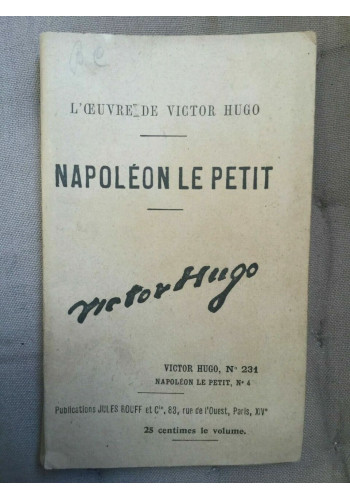 L'ŒUVRE DE VICTOR HUGO
NAPOLÉON LE PETIT
Victor Hugo
VICTOR HUGO, N° 231
NAPOLÉON LE PETIT, N° 4
Publications JULES ROUFF et Cie, 83, rue de l'Ouest, Paris, XIVe
25 centimes le volume.